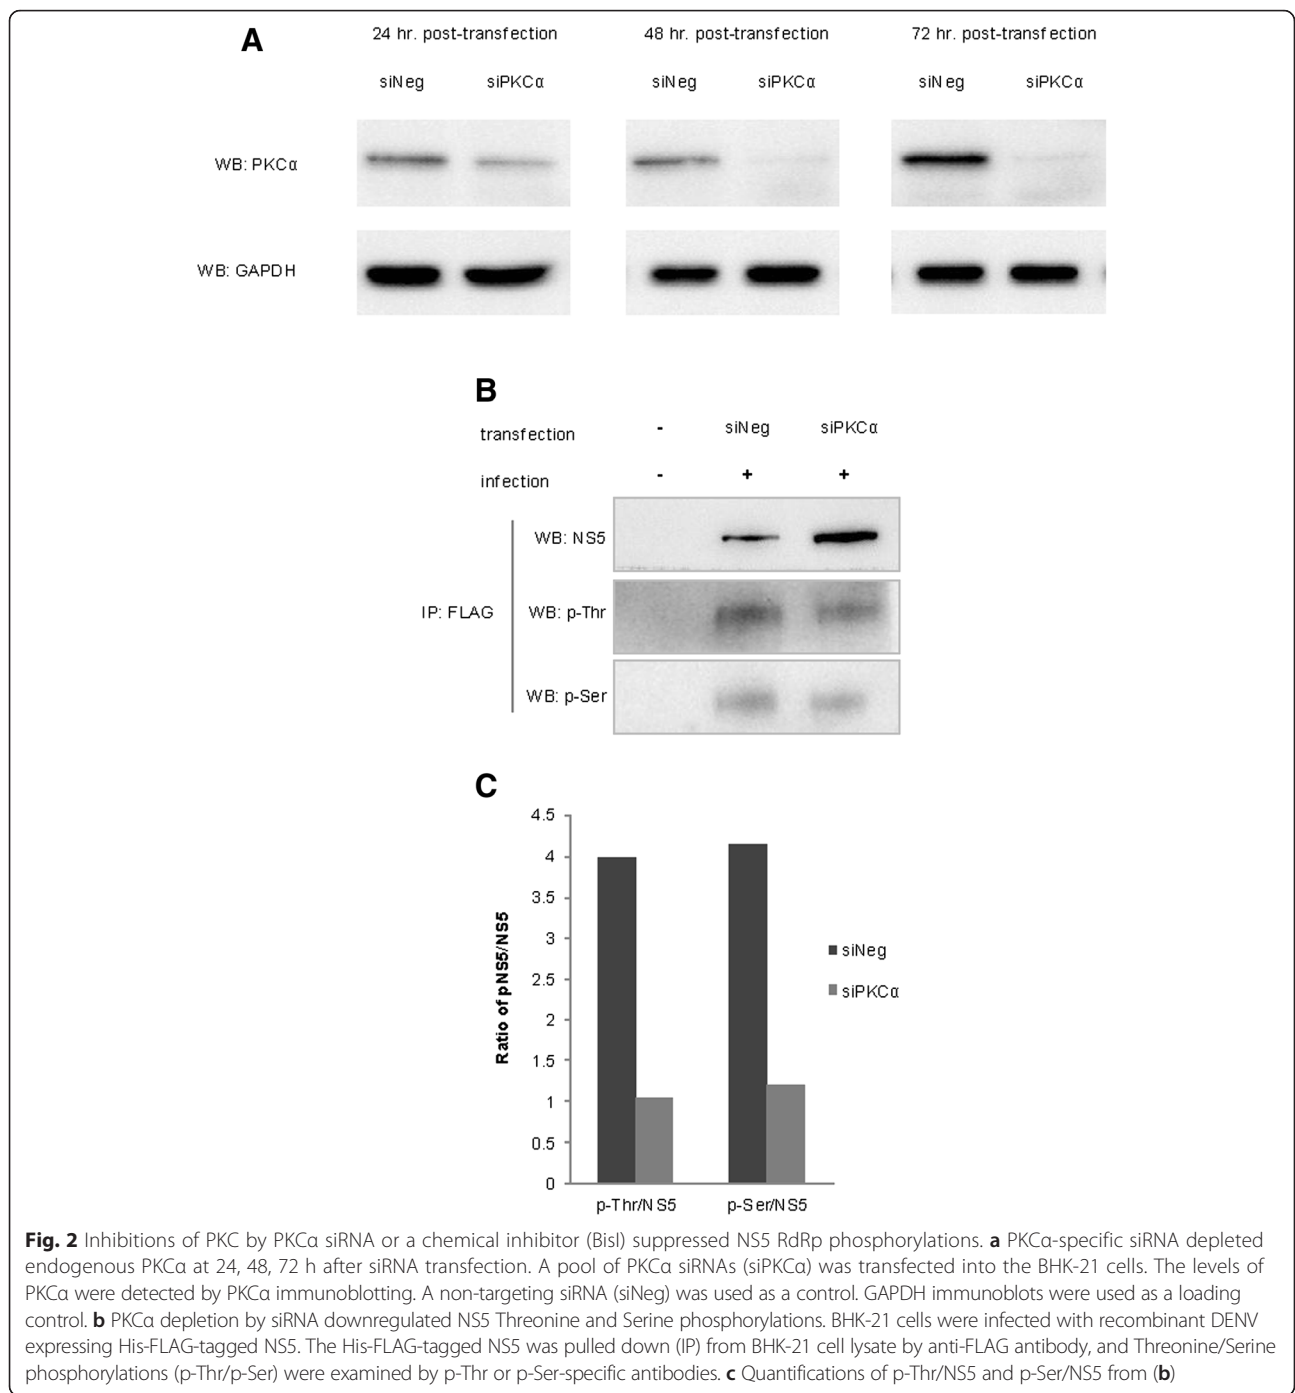 A
24 hr. post-transfection
48 hr. post-transfection
72 hr. post-transfection
siNeg siPKCα siNeg siPKCα siNeg siPKCα
WB: PKCα
WB: GAPDH
B
transfection - siNeg siPKCα
infection - + +
IP: FLAG
WB: NS5
WB: p-Thr
WB: p-Ser
C
Ratio of pNS5/NS5
4.5
4
3.5
3
2.5
2
1.5
1
0.5
0
p-Thr/NS5 p-Ser/NS5
siNeg
siPKCα
Fig. 2 Inhibitions of PKC by PKCα siRNA or a chemical inhibitor (BisI) suppressed NS5 RdRp phosphorylations. a PKCα-specific siRNA depleted
endogenous PKCα at 24, 48, 72 h after siRNA transfection. A pool of PKCα siRNAs (siPKCα) was transfected into the BHK-21 cells. The levels of
PKCα were detected by PKCα immunoblotting. A non-targeting siRNA (siNeg) was used as a control. GAPDH immunoblots were used as a loading
control. b PKCα depletion by siRNA downregulated NS5 Threonine and Serine phosphorylations. BHK-21 cells were infected with recombinant DENV
expressing His-FLAG-tagged NS5. The His-FLAG-tagged NS5 was pulled down (IP) from BHK-21 cell lysate by anti-FLAG antibody, and Threonine/Serine
phosphorylations (p-Thr/p-Ser) were examined by p-Thr or p-Ser-specific antibodies. c Quantifications of p-Thr/NS5 and p-Ser/NS5 from (b)